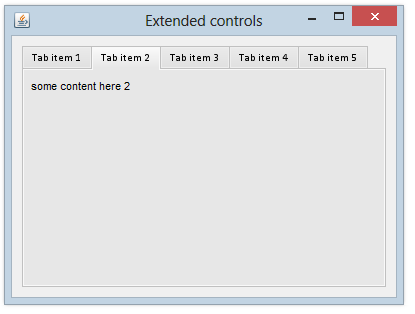 Extended controls
Tab item 1 Tab item 2 Tab item 3 Tab item 4 Tab item 5
some content here 2